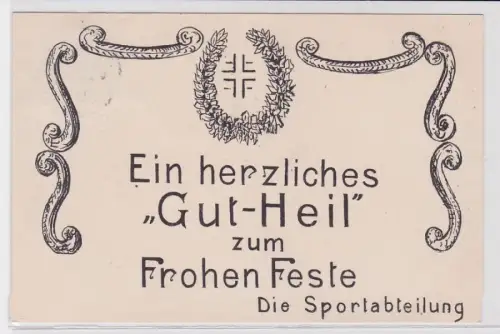 Ein herzliches
„Gut-Heil"
zum
Frohen Feste
Die Sportabteilung